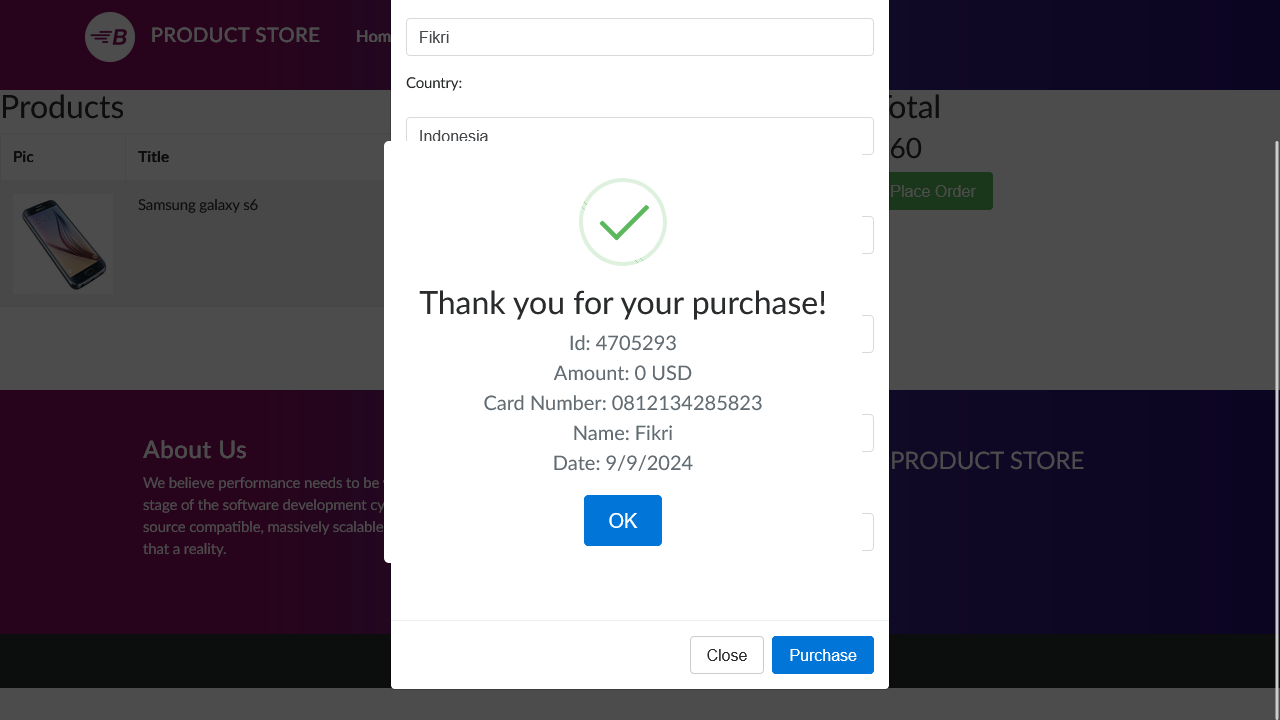 PRODUCT STORE
Hom
Fikri
Country:
Indonesia
Products
Pic
Title
Samsung galaxy s6
otal
60
Place Order
Thank you for your purchase!
Id: 4705293
Amount: 0 USD
Card Number: 0812134285823
Name: Fikri
Date: 9/9/2024
OK
About Us
We believe performance needs to be
stage of the software development cy
source compatible, massively scalable
that a reality.
PRODUCT STORE
Close
Purchase